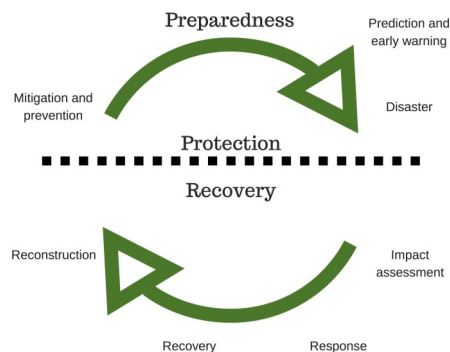 Preparedness
Prediction and
early warning
Mitigation and
prevention
Disaster
Protection
Recovery
Reconstruction
Impact
assessment
Recovery
Response